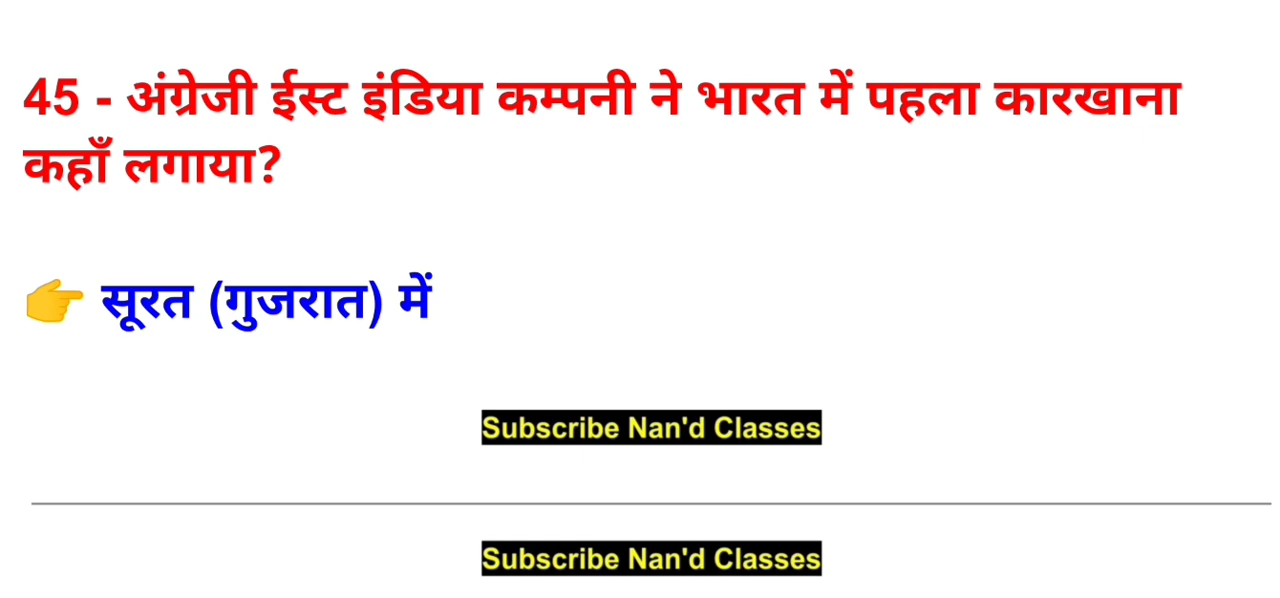 45 - अंग्रेजी ईस्ट इंडिया कम्पनी ने भारत में पहला कारखाना
कहाँ लगाया?
👉 सूरत (गुजरात) में
Subscribe Nan'd Classes
Subscribe Nan'd Classes